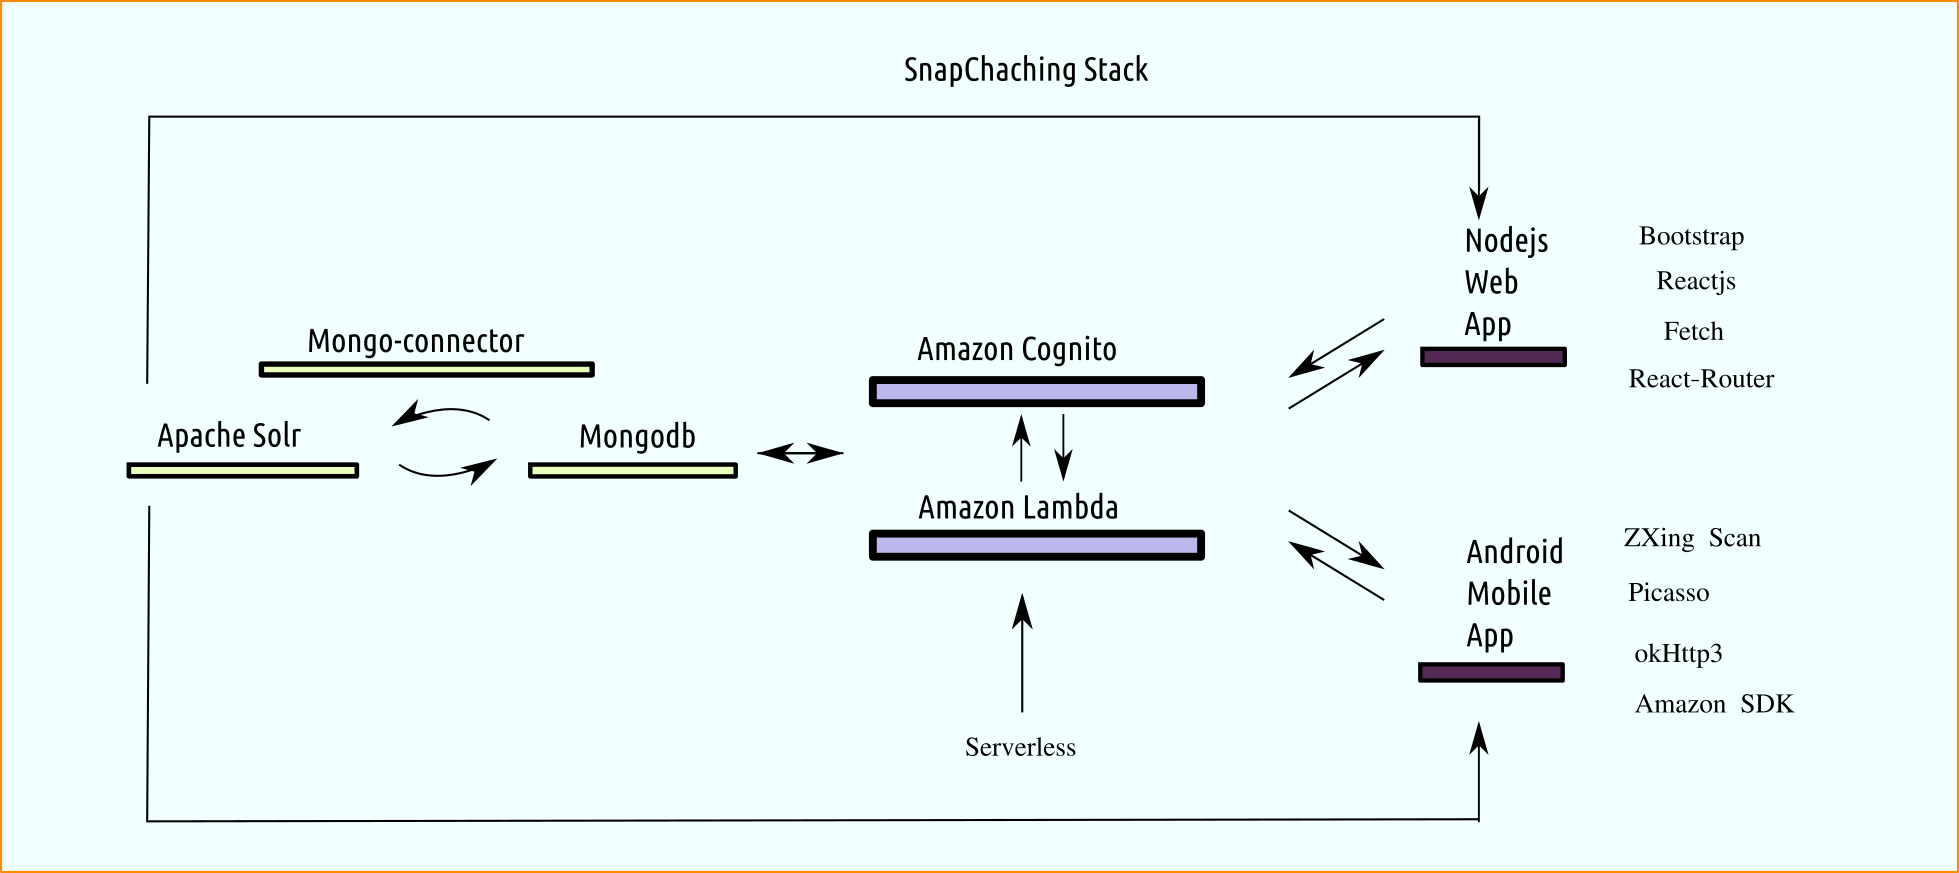 SnapChaching Stack
Nodejs
Web
App
Bootstrap
Reactjs
Fetch
React-Router
Mongo-connector
Apache Solr
Mongodb
Amazon Cognito
Amazon Lambda
Serverless
Android
Mobile
App
ZXing Scan
Picasso
okHttp3
Amazon SDK